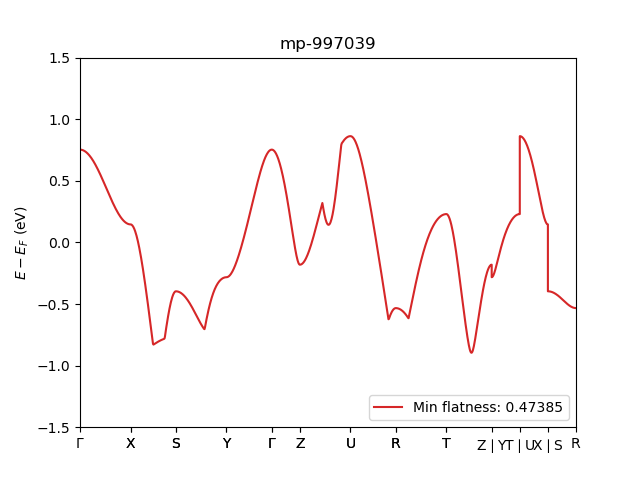 mp-997039
1.5
1.0
0.5
0.0
−0.5
−1.0
−1.5
E − E_F (eV)
Min flatness: 0.47385
Γ X S Y Γ Z U R T Z | YT | UX | S R